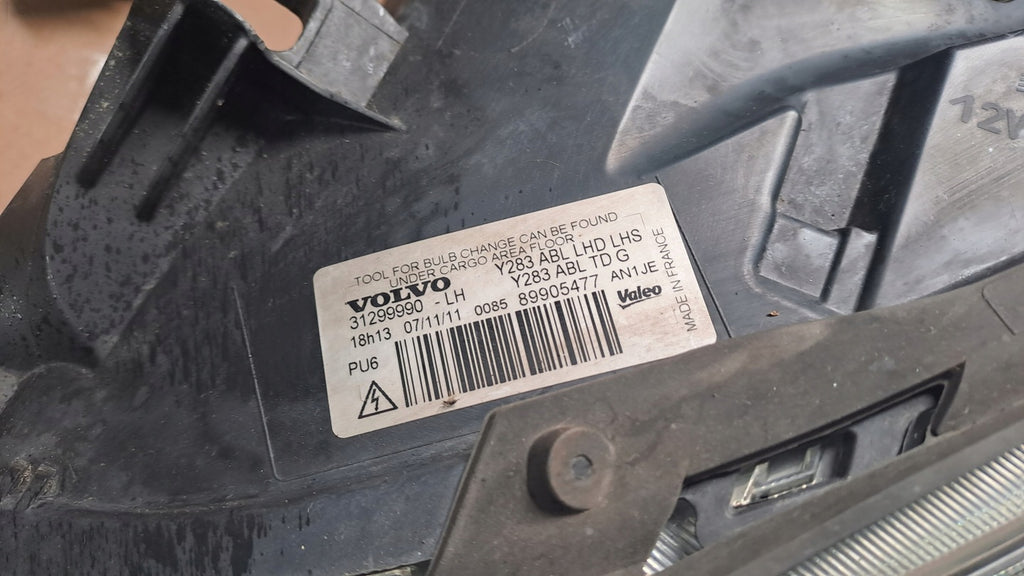 TOOL FOR BULB CHANGE CAN BE FOUND
UNDER CARGO AREA FLOOR
VOLVO Y283 ABL LHD LHS
31299990 - LH Y283 ABL TD G
18h13 07/11/11 0085 89905477 AN1JE
PU6
Valeo
MADE IN FRANCE
12V